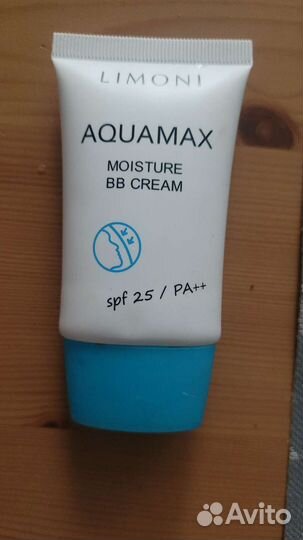 LIMONI
AQUAMAX
MOISTURE
BB CREAM
spf 25 / PA++
Avito